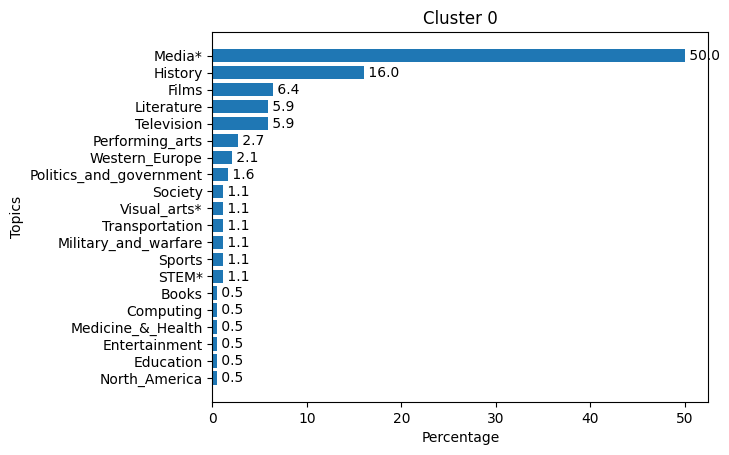 Cluster 0
Media* 50.0
History 16.0
Films 6.4
Literature 5.9
Television 5.9
Performing_arts 2.7
Western_Europe 2.1
Politics_and_government 1.6
Society 1.1
Visual_arts* 1.1
Transportation 1.1
Military_and_warfare 1.1
Sports 1.1
STEM* 1.1
Books 0.5
Computing 0.5
Medicine_&_Health 0.5
Entertainment 0.5
Education 0.5
North_America 0.5
Topics
0 10 20 30 40 50
Percentage